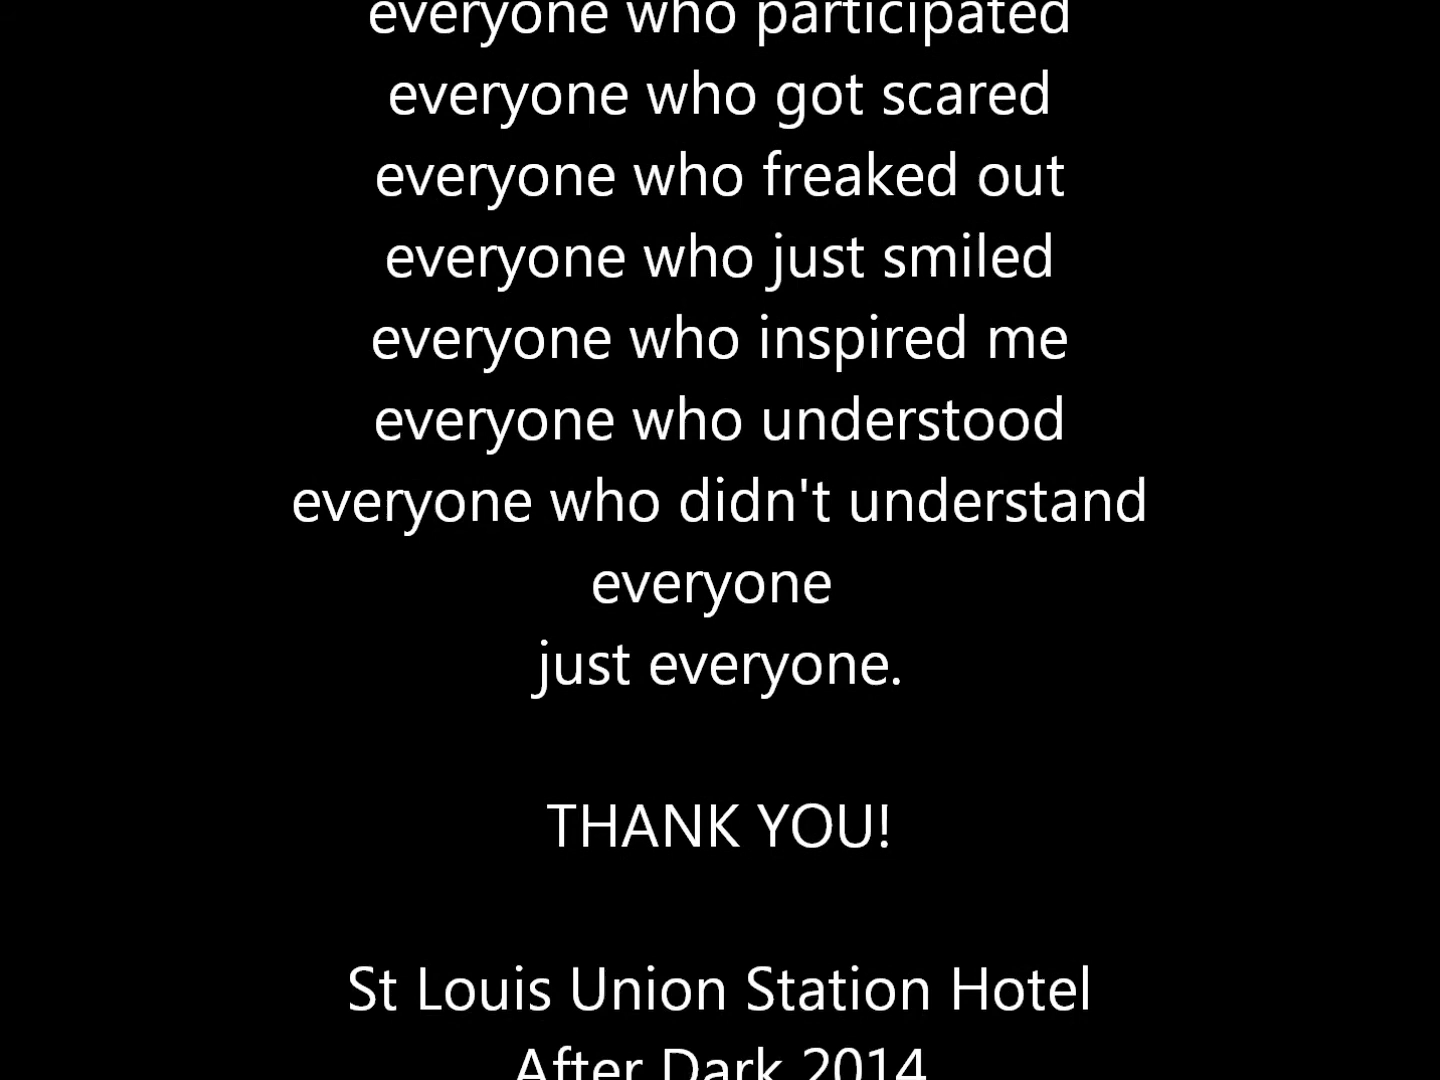 everyone who participated
everyone who got scared
everyone who freaked out
everyone who just smiled
everyone who inspired me
everyone who understood
everyone who didn't understand
everyone
just everyone.
THANK YOU!
St Louis Union Station Hotel
After Dark 2014